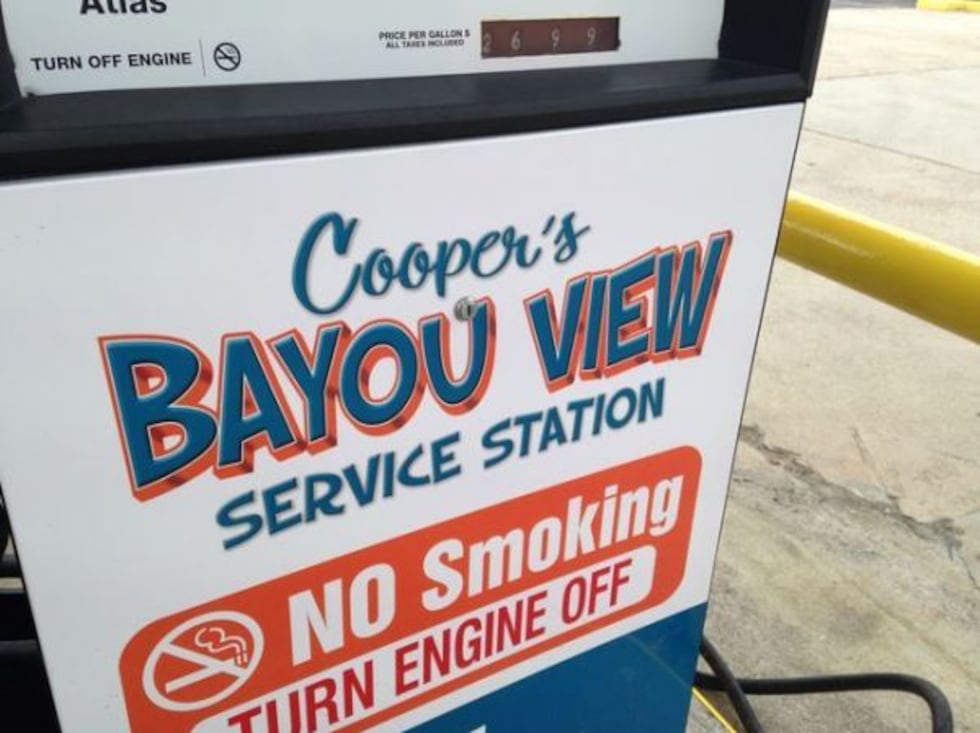 Atlas
TURN OFF ENGINE
PRICE PER GALLON $
ALL TAXES INCLUDED
2 6 9 9
Cooper's
BAYOU VIEW
SERVICE STATION
NO Smoking
TURN ENGINE OFF